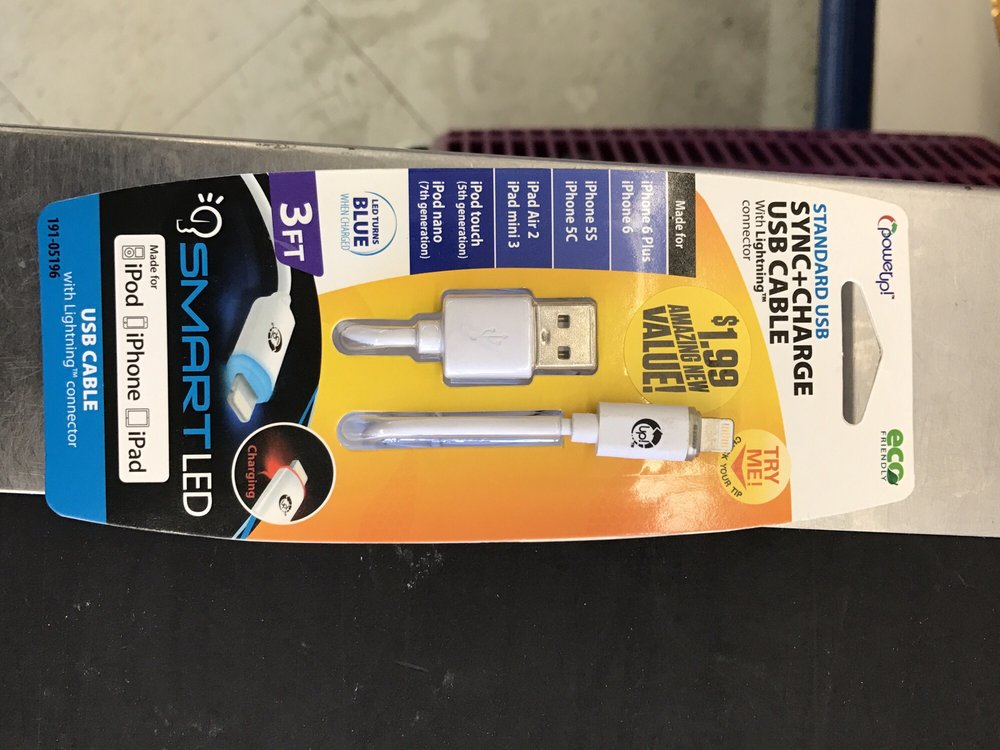 powerup!
eco
FRIENDLY
STANDARD USB
SYNC+CHARGE
USB CABLE
With Lightning™
connector
TRY
ME!
YOUR TIP
$1.99
AMAZING NEW
VALUE!
Made for
iPhone 6 Plus
iPhone 6
iPhone 5S
iPhone 5C
iPad Air 2
iPad mini 3
iPod touch
(5th generation)
iPod nano
(7th generation)
LED TURNS
BLUE
WHEN CHARGED
3 FT
up!
Charging
SMART LED
Made for
iPod iPhone iPad
USB CABLE
with Lightning™ connector
191-05196